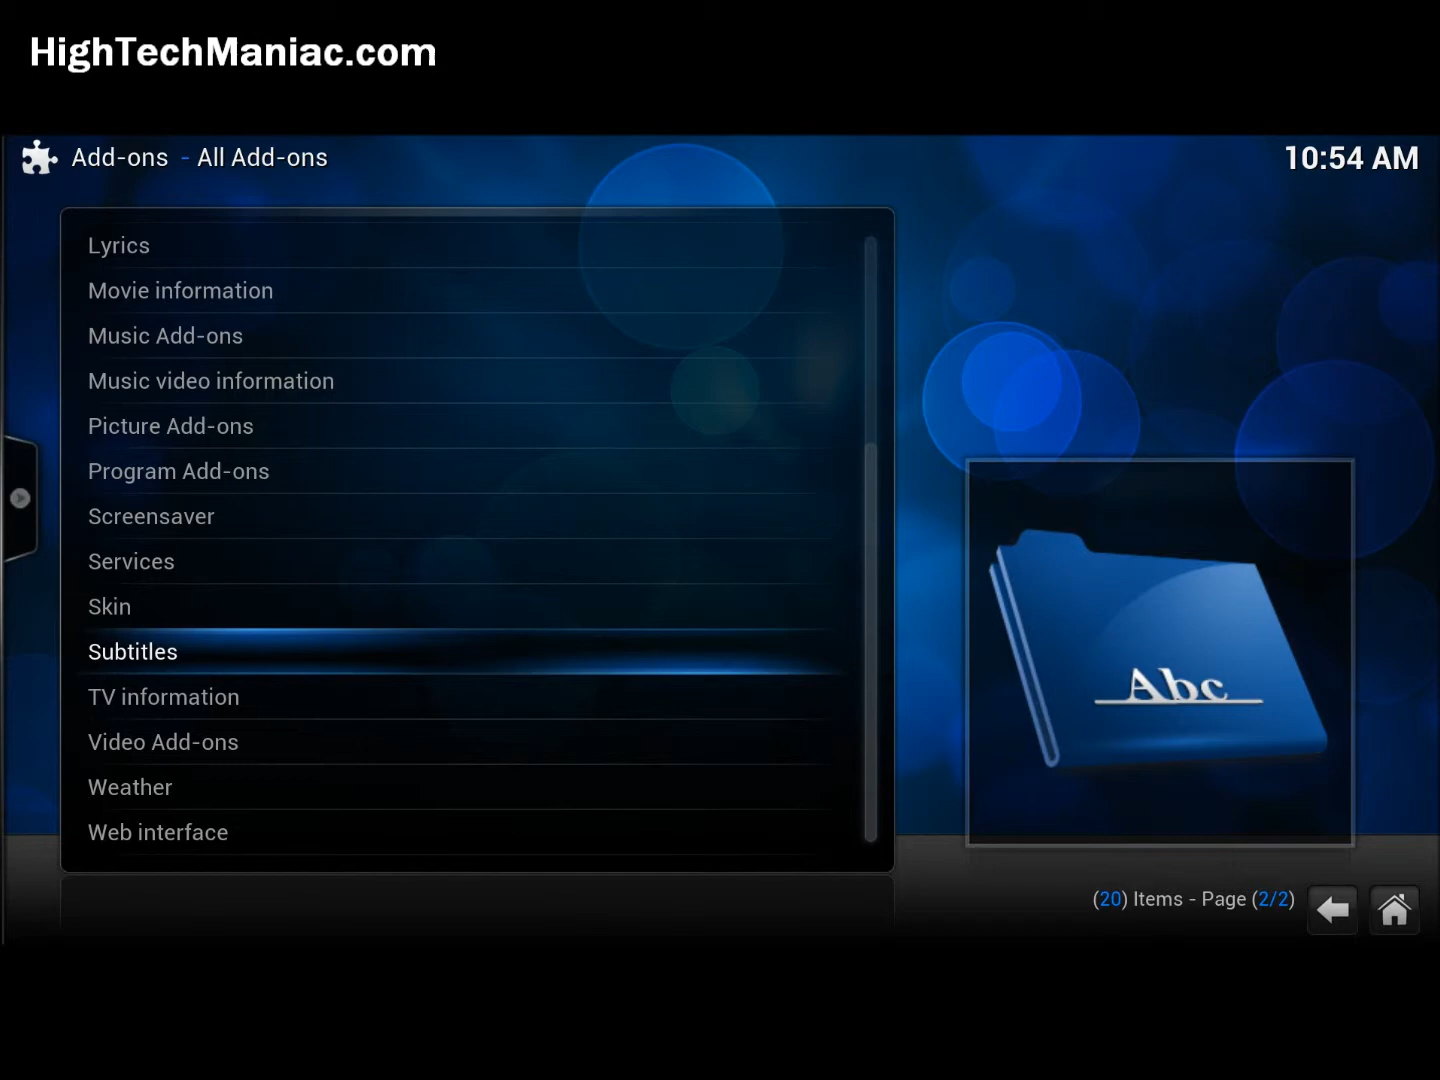 HighTechManiac.com
Add-ons - All Add-ons
10:54 AM
Lyrics
Movie information
Music Add-ons
Music video information
Picture Add-ons
Program Add-ons
Screensaver
Services
Skin
Subtitles
TV information
Video Add-ons
Weather
Web interface
Abc
(20) Items - Page (2/2)